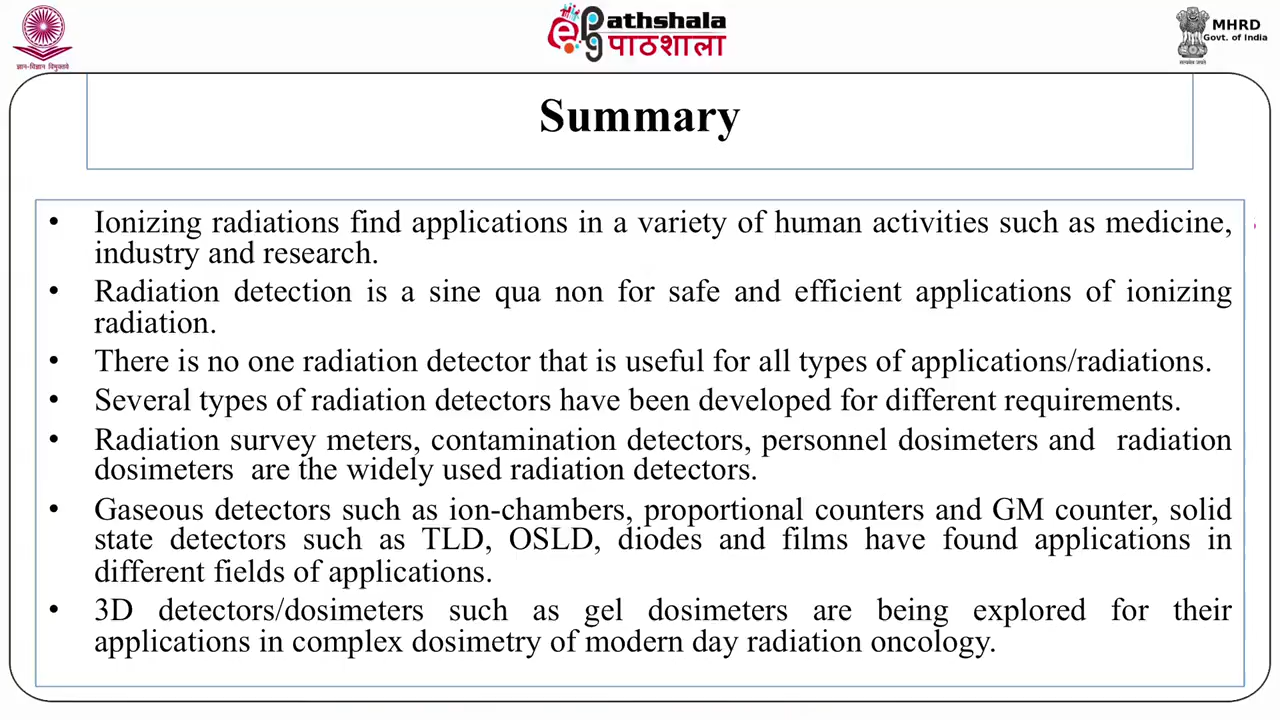 ज्ञान-विज्ञान विमुक्तये
ePathshala
पाठशाला
MHRD
Govt. of India
सत्यमेव जयते
Summary
• Ionizing radiations find applications in a variety of human activities such as medicine,
industry and research.
• Radiation detection is a sine qua non for safe and efficient applications of ionizing
radiation.
• There is no one radiation detector that is useful for all types of applications/radiations.
• Several types of radiation detectors have been developed for different requirements.
• Radiation survey meters, contamination detectors, personnel dosimeters and radiation
dosimeters are the widely used radiation detectors.
• Gaseous detectors such as ion-chambers, proportional counters and GM counter, solid
state detectors such as TLD, OSLD, diodes and films have found applications in
different fields of applications.
• 3D detectors/dosimeters such as gel dosimeters are being explored for their
applications in complex dosimetry of modern day radiation oncology.